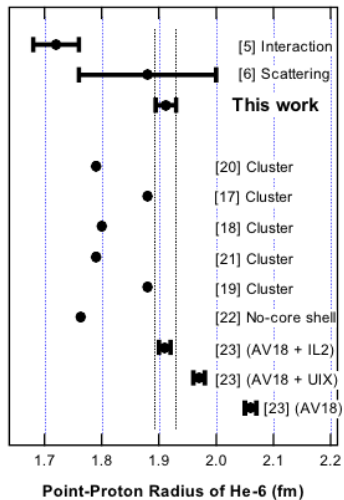 [5] Interaction
[6] Scattering
This work
[20] Cluster
[17] Cluster
[18] Cluster
[21] Cluster
[19] Cluster
[22] No-core shell
[23] (AV18 + IL2)
[23] (AV18 + UIX)
[23] (AV18)
1.7 1.8 1.9 2.0 2.1 2.2
Point-Proton Radius of He-6 (fm)